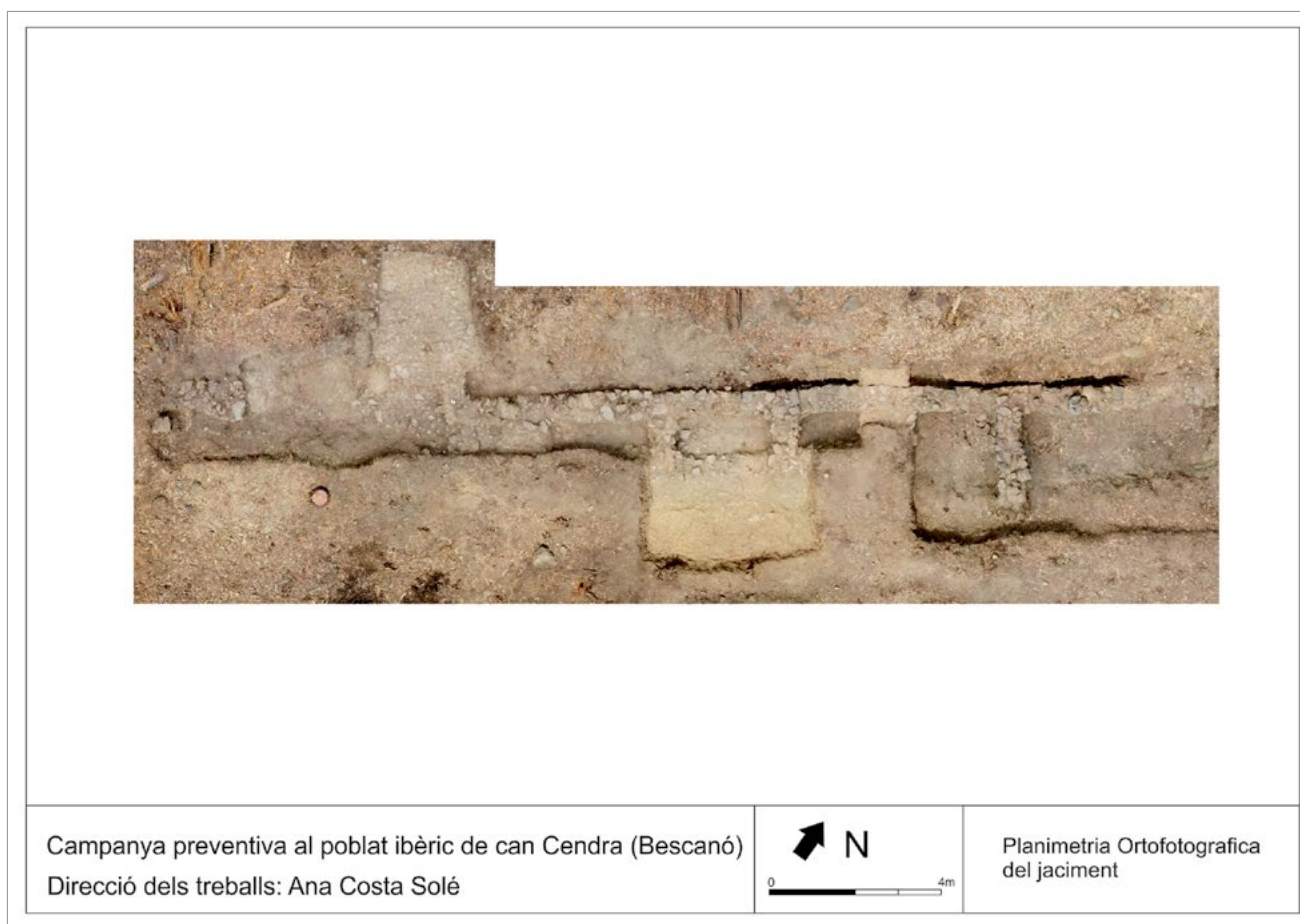 Campanya preventiva al poblat ibèric de can Cendra (Bescanó)
Direcció dels treballs: Ana Costa Solé
N
0 4m
Planimetria Ortofotografica
del jaciment